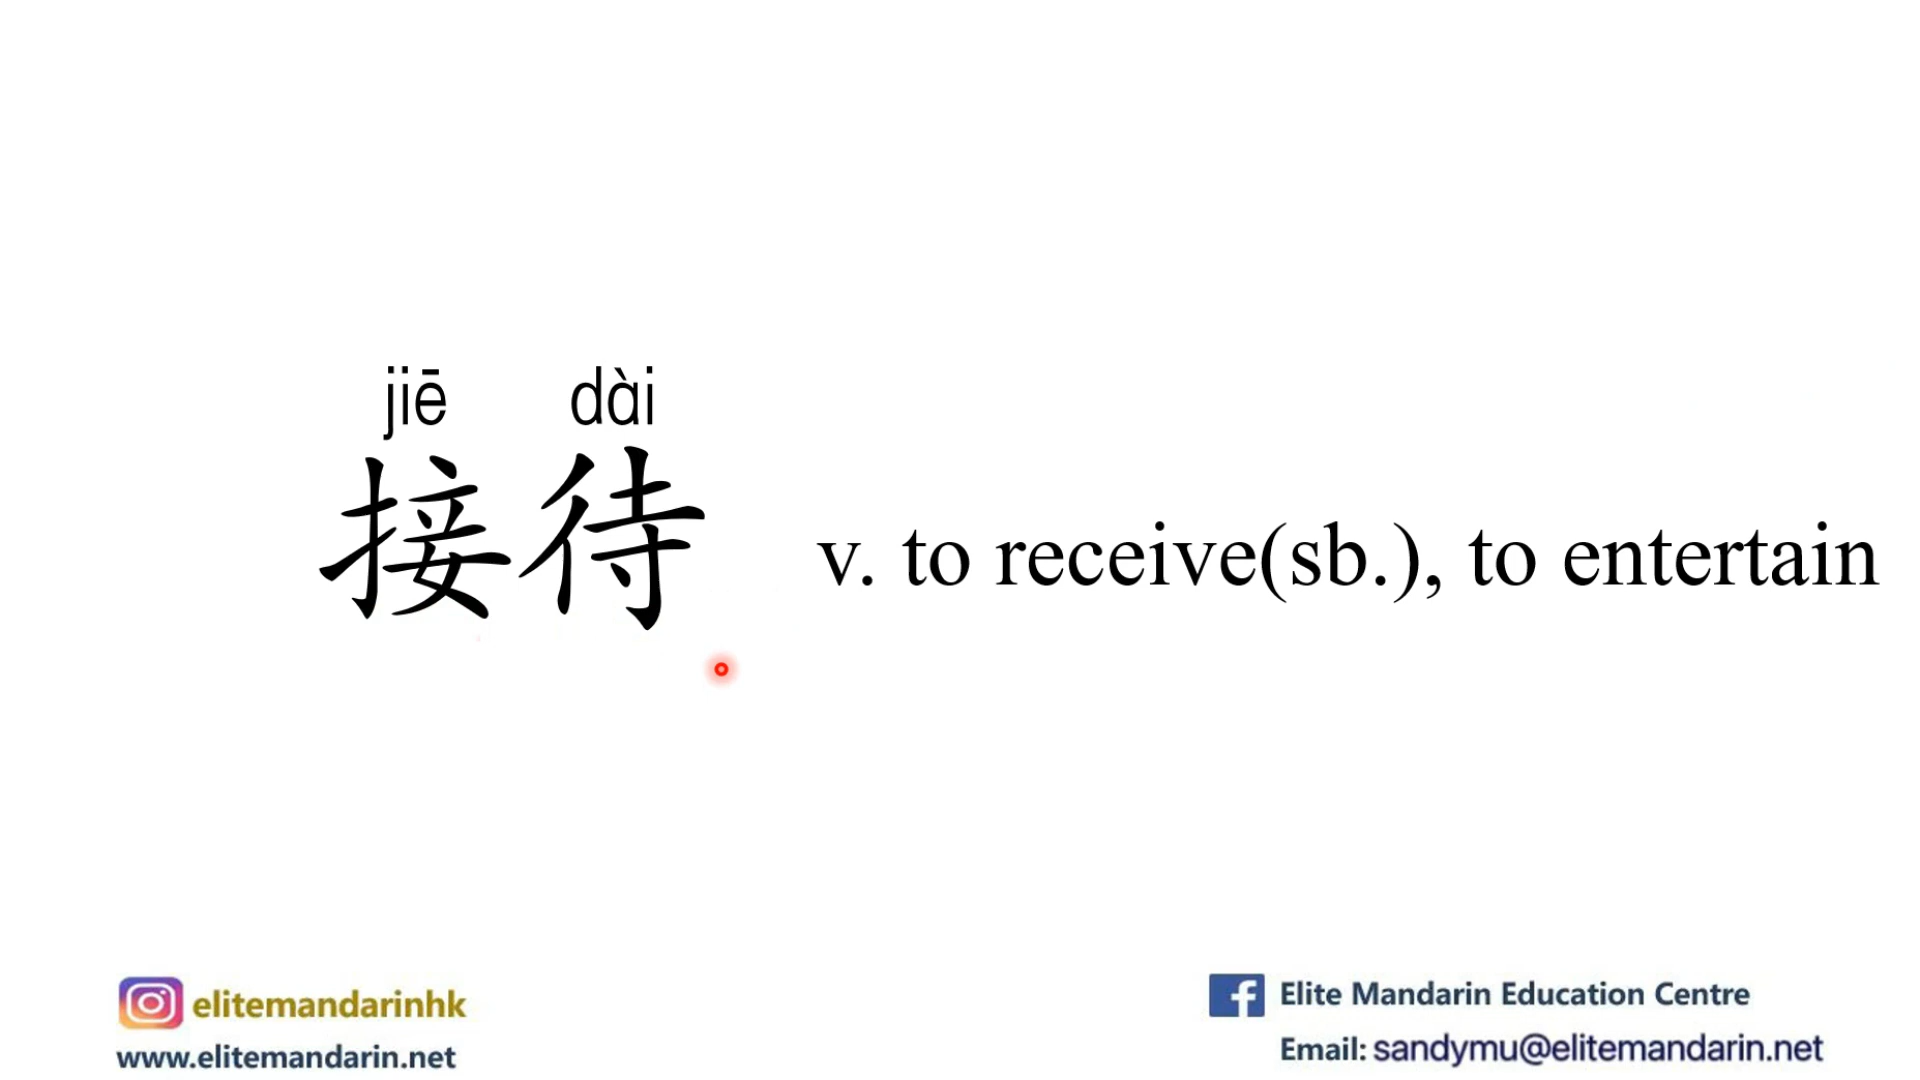 jiē dài
接待 v. to receive(sb.), to entertain
elitemandarinhk
www.elitemandarin.net
Elite Mandarin Education Centre
Email: sandymu@elitemandarin.net